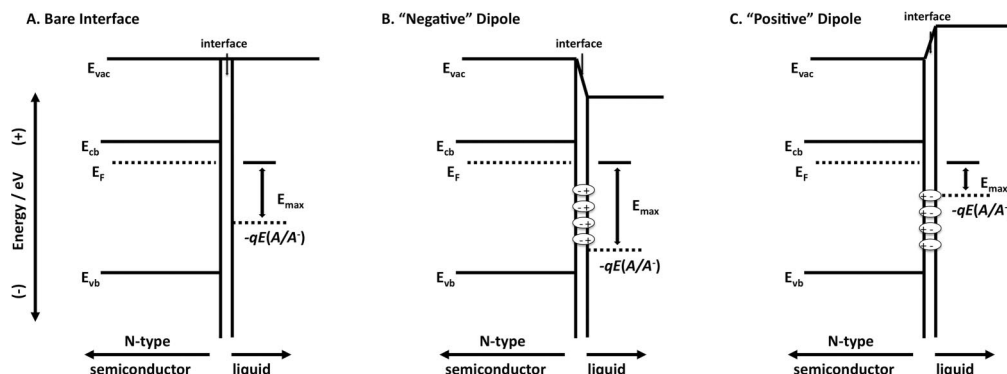 A. Bare Interface
interface
E_vac
E_cb
E_F
E_max
-qE(A/A⁻)
E_vb
N-type
semiconductor
liquid
Energy / eV
(+)
(-)
B. “Negative” Dipole
interface
E_vac
E_cb
E_F
- +
- +
- +
- +
E_max
-qE(A/A⁻)
E_vb
N-type
semiconductor
liquid
C. “Positive” Dipole
interface
E_vac
E_cb
E_F
+ -
+ -
+ -
+ -
E_max
-qE(A/A⁻)
E_vb
N-type
semiconductor
liquid